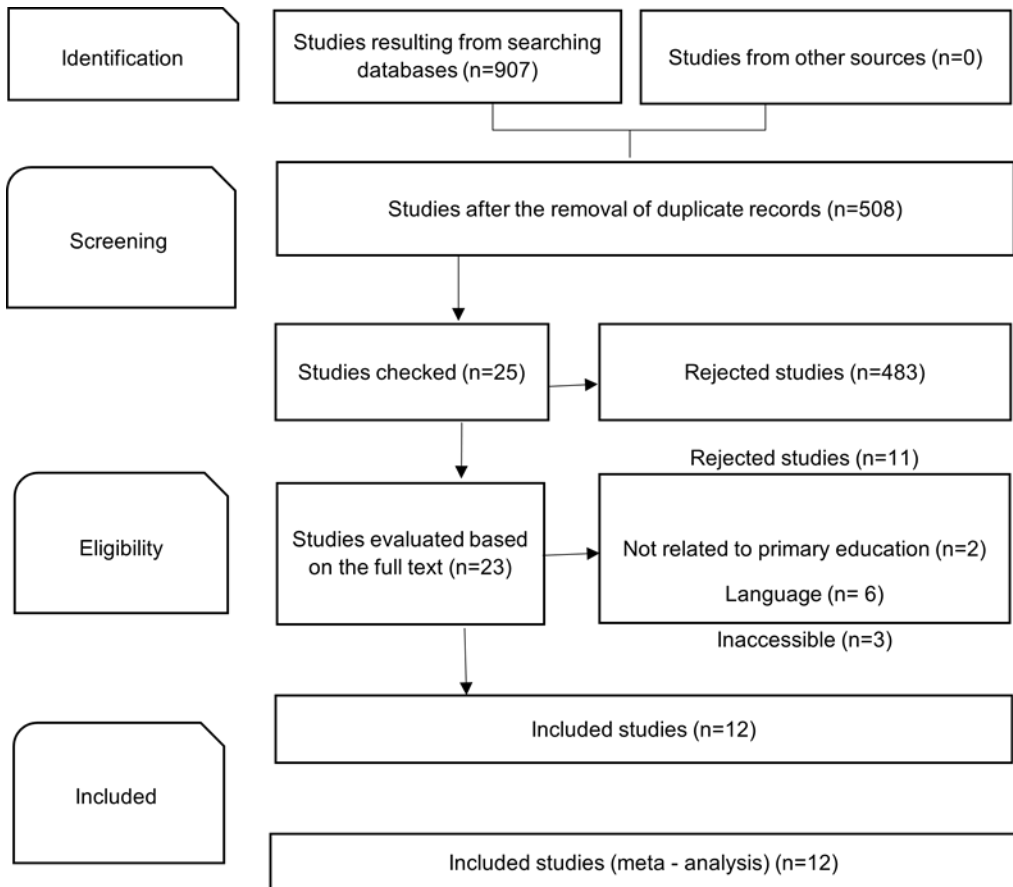 Identification
Studies resulting from searching
databases (n=907)
Studies from other sources (n=0)
Screening
Studies after the removal of duplicate records (n=508)
Studies checked (n=25)
Rejected studies (n=483)
Eligibility
Studies evaluated based
on the full text (n=23)
Rejected studies (n=11)
Not related to primary education (n=2)
Language (n= 6)
Inaccessible (n=3)
Included
Included studies (n=12)
Included studies (meta - analysis) (n=12)